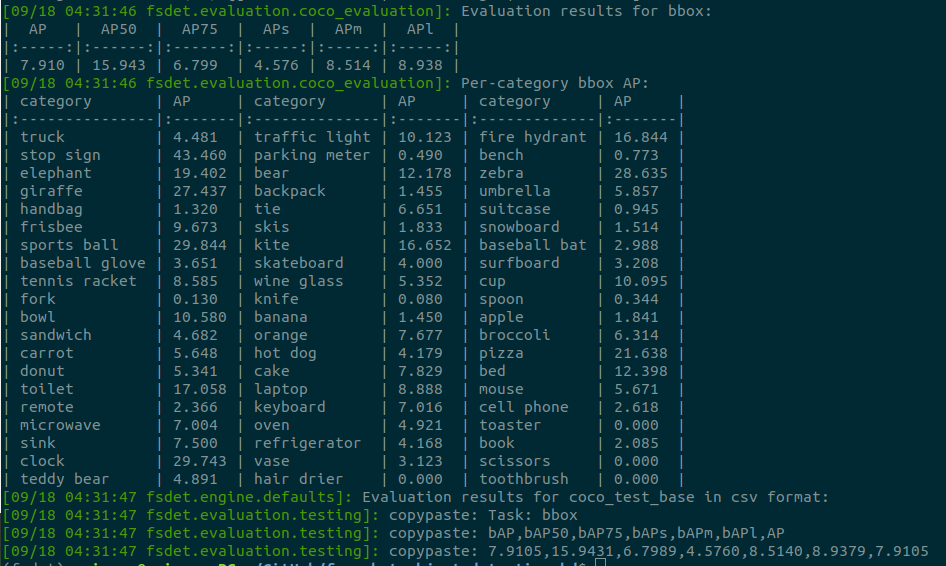 [09/18 04:31:46 fsdet.evaluation.coco_evaluation]: Evaluation results for bbox:
|  AP   |  AP50  |  AP75  |  APs  |  APm  |  APl  |
|:-----:|:------:|:------:|:-----:|:-----:|:-----:|
| 7.910 | 15.943 | 6.799  | 4.576 | 8.514 | 8.938 |
[09/18 04:31:46 fsdet.evaluation.coco_evaluation]: Per-category bbox AP:
| category       | AP     | category      | AP     | category     | AP     |
|:---------------|:-------|:--------------|:-------|:-------------|:-------|
| truck          | 4.481  | traffic light | 10.123 | fire hydrant | 16.844 |
| stop sign      | 43.460 | parking meter | 0.490  | bench        | 0.773  |
| elephant       | 19.402 | bear          | 12.178 | zebra        | 28.635 |
| giraffe        | 27.437 | backpack      | 1.455  | umbrella     | 5.857  |
| handbag        | 1.320  | tie           | 6.651  | suitcase     | 0.945  |
| frisbee        | 9.673  | skis          | 1.833  | snowboard    | 1.514  |
| sports ball    | 29.844 | kite          | 16.652 | baseball bat | 2.988  |
| baseball glove | 3.651  | skateboard    | 4.000  | surfboard    | 3.208  |
| tennis racket  | 8.585  | wine glass    | 5.352  | cup          | 10.095 |
| fork           | 0.130  | knife         | 0.080  | spoon        | 0.344  |
| bowl           | 10.580 | banana        | 1.450  | apple        | 1.841  |
| sandwich       | 4.682  | orange        | 7.677  | broccoli     | 6.314  |
| carrot         | 5.648  | hot dog       | 4.179  | pizza        | 21.638 |
| donut          | 5.341  | cake          | 7.829  | bed          | 12.398 |
| toilet         | 17.058 | laptop        | 8.888  | mouse        | 5.671  |
| remote         | 2.366  | keyboard      | 7.016  | cell phone   | 2.618  |
| microwave      | 7.004  | oven          | 4.921  | toaster      | 0.000  |
| sink           | 7.500  | refrigerator  | 4.168  | book         | 2.085  |
| clock          | 29.743 | vase          | 3.123  | scissors     | 0.000  |
| teddy bear     | 4.891  | hair drier    | 0.000  | toothbrush   | 0.000  |
[09/18 04:31:47 fsdet.engine.defaults]: Evaluation results for coco_test_base in csv format:
[09/18 04:31:47 fsdet.evaluation.testing]: copypaste: Task: bbox
[09/18 04:31:47 fsdet.evaluation.testing]: copypaste: bAP,bAP50,bAP75,bAPs,bAPm,bAPl,AP
[09/18 04:31:47 fsdet.evaluation.testing]: copypaste: 7.9105,15.9431,6.7989,4.5760,8.5140,8.9379,7.9105